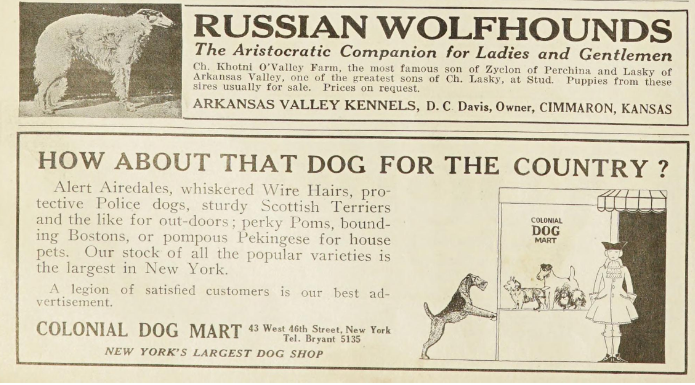 RUSSIAN WOLFHOUNDS
The Aristocratic Companion for Ladies and Gentlemen
Ch. Khotni O'Valley Farm, the most famous son of Zyclon of Perchina and Lasky of
Arkansas Valley, one of the greatest sons of Ch. Lasky, at Stud. Puppies from these
sires usually for sale. Prices on request.
ARKANSAS VALLEY KENNELS, D. C. Davis, Owner, CIMMARON, KANSAS
HOW ABOUT THAT DOG FOR THE COUNTRY ?
Alert Airedales, whiskered Wire Hairs, pro-
tective Police dogs, sturdy Scottish Terriers
and the like for out-doors; perky Poms, bound-
ing Bostons, or pompous Pekingese for house
pets. Our stock of all the popular varieties is
the largest in New York.
A legion of satisfied customers is our best ad-
vertisement.
COLONIAL DOG MART 43 West 46th Street, New York
Tel. Bryant 5135
NEW YORK'S LARGEST DOG SHOP
COLONIAL
DOG
MART